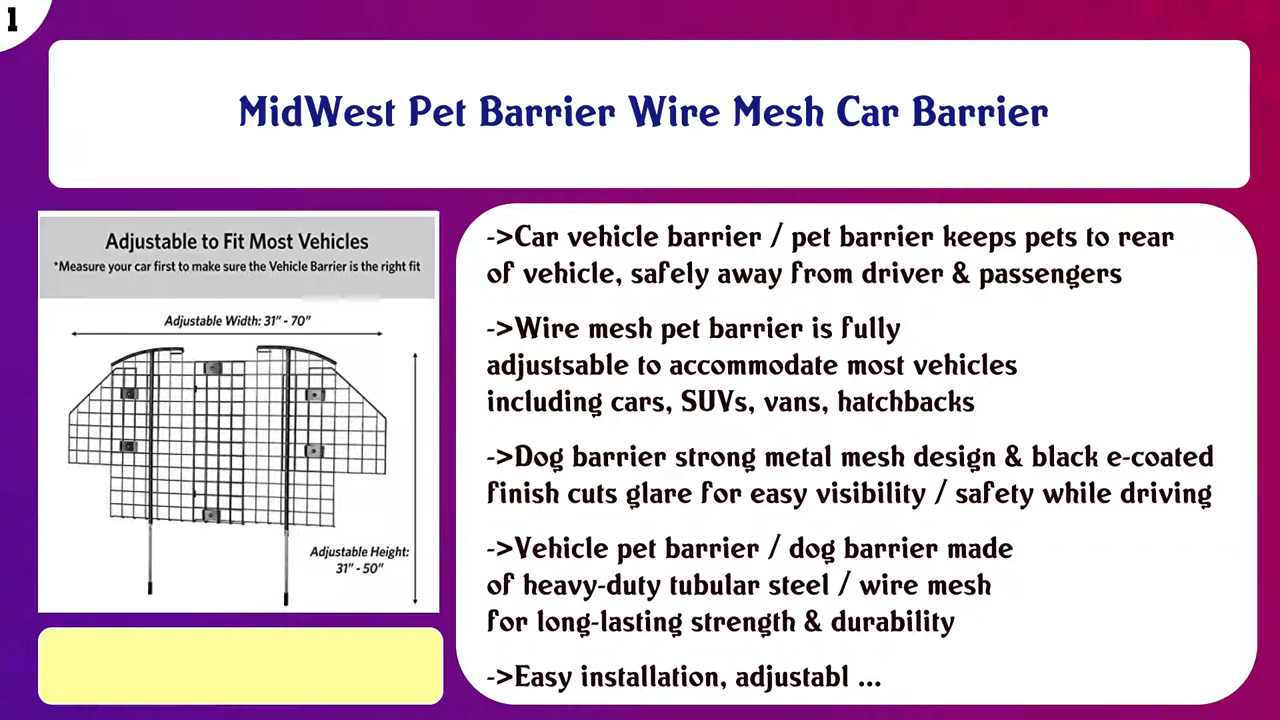 1
MidWest Pet Barrier Wire Mesh Car Barrier
Adjustable to Fit Most Vehicles
*Measure your car first to make sure the Vehicle Barrier is the right fit
Adjustable Width: 31" - 70"
Adjustable Height:
31" - 50"
->Car vehicle barrier / pet barrier keeps pets to rear
of vehicle, safely away from driver & passengers
->Wire mesh pet barrier is fully
adjustsable to accommodate most vehicles
including cars, SUVs, vans, hatchbacks
->Dog barrier strong metal mesh design & black e-coated
finish cuts glare for easy visibility / safety while driving
->Vehicle pet barrier / dog barrier made
of heavy-duty tubular steel / wire mesh
for long-lasting strength & durability
->Easy installation, adjustabl ...